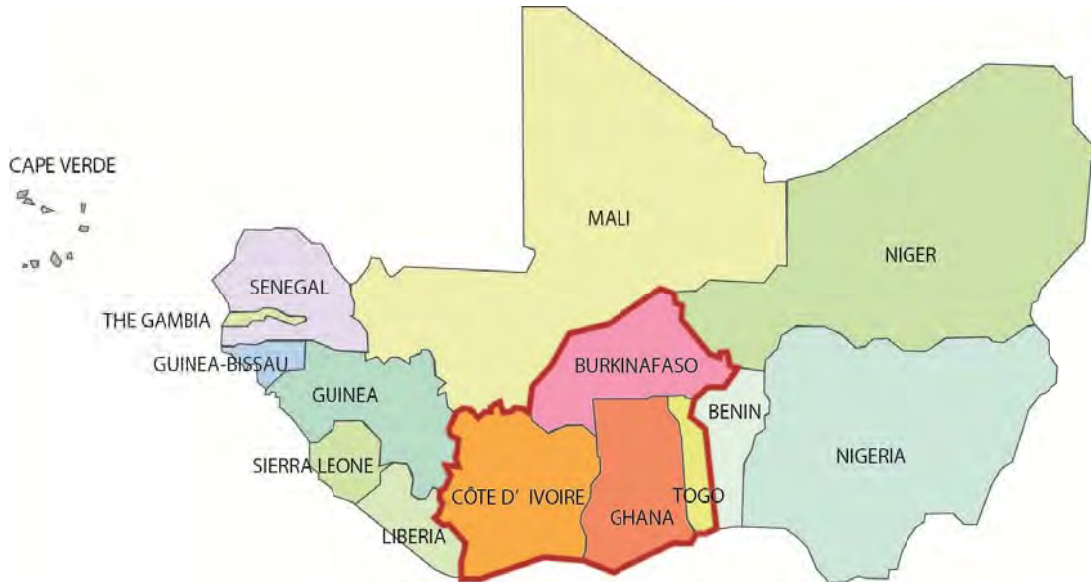 CAPE VERDE
MALI
NIGER
SENEGAL
THE GAMBIA
GUINEA-BISSAU
BURKINAFASO
GUINEA
BENIN
NIGERIA
SIERRA LEONE
CÔTE D' IVOIRE
TOGO
GHANA
LIBERIA